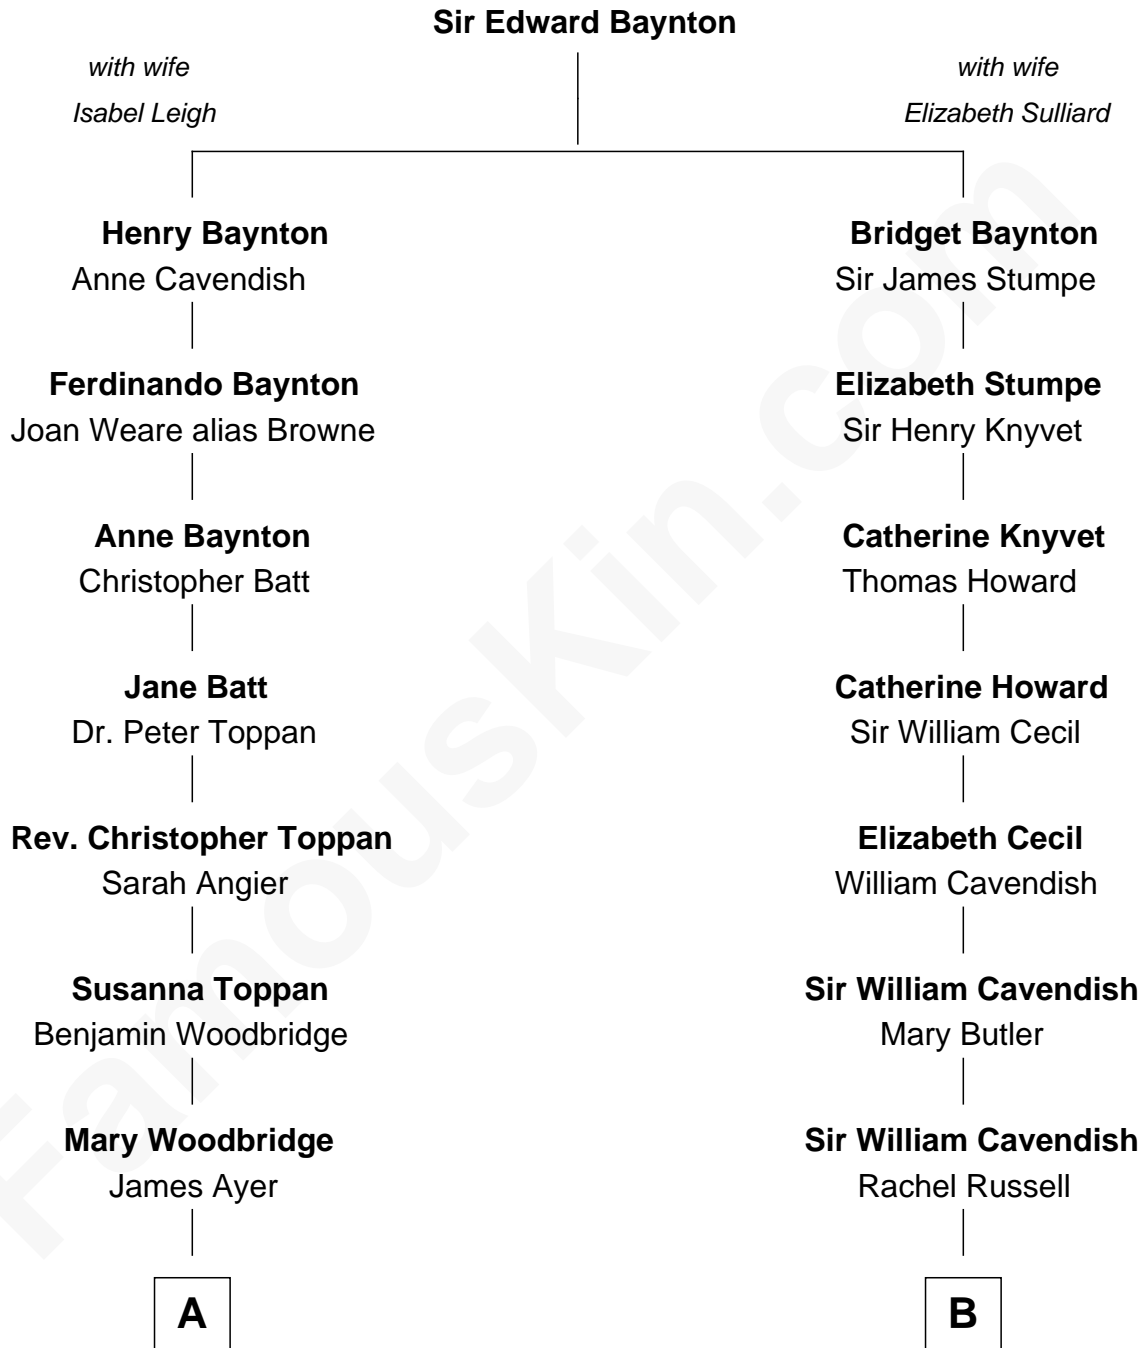 Sir Edward Baynton
with wife
Isabel Leigh
with wife
Elizabeth Sulliard
Henry Baynton
Anne Cavendish
Bridget Baynton
Sir James Stumpe
Ferdinando Baynton
Joan Weare alias Browne
Elizabeth Stumpe
Sir Henry Knyvet
Anne Baynton
Christopher Batt
Catherine Knyvet
Thomas Howard
Jane Batt
Dr. Peter Toppan
Catherine Howard
Sir William Cecil
Rev. Christopher Toppan
Sarah Angier
Elizabeth Cecil
William Cavendish
Susanna Toppan
Benjamin Woodbridge
Sir William Cavendish
Mary Butler
Mary Woodbridge
James Ayer
Sir William Cavendish
Rachel Russell
A
B
FamousKin.com